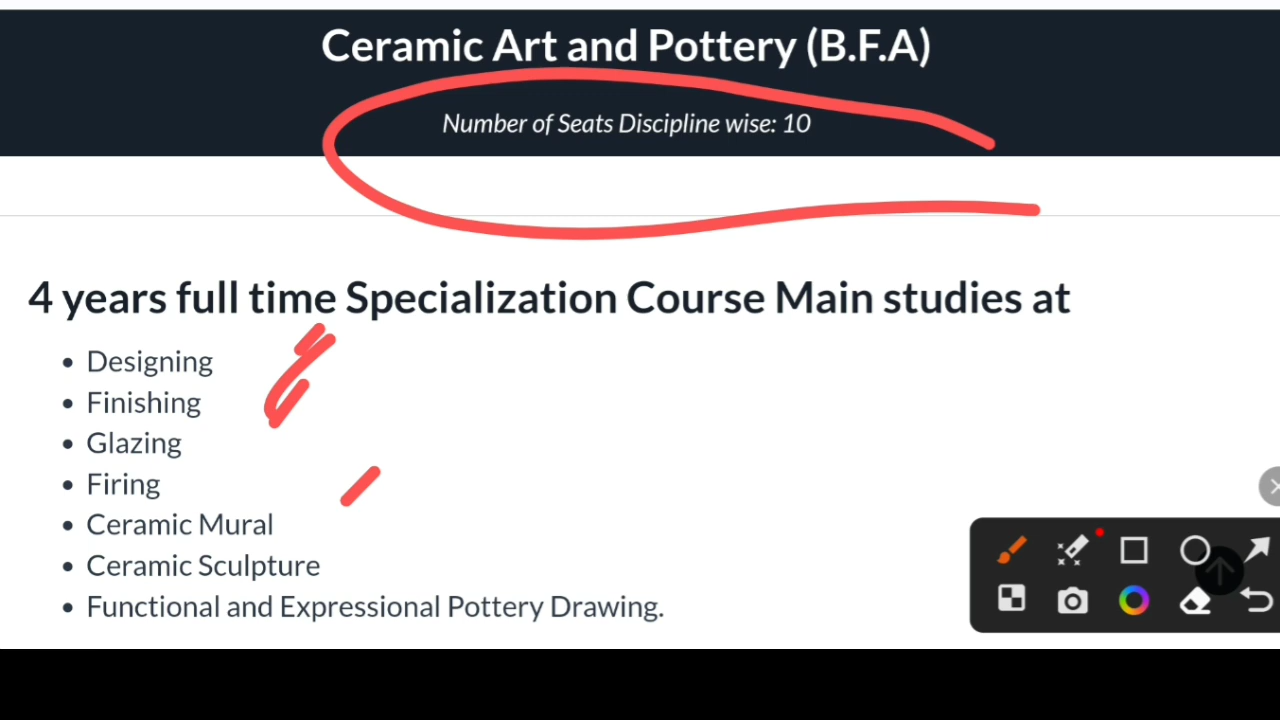 Ceramic Art and Pottery (B.F.A)
Number of Seats Discipline wise: 10
4 years full time Specialization Course Main studies at
• Designing
• Finishing
• Glazing
• Firing
• Ceramic Mural
• Ceramic Sculpture
• Functional and Expressional Pottery Drawing.